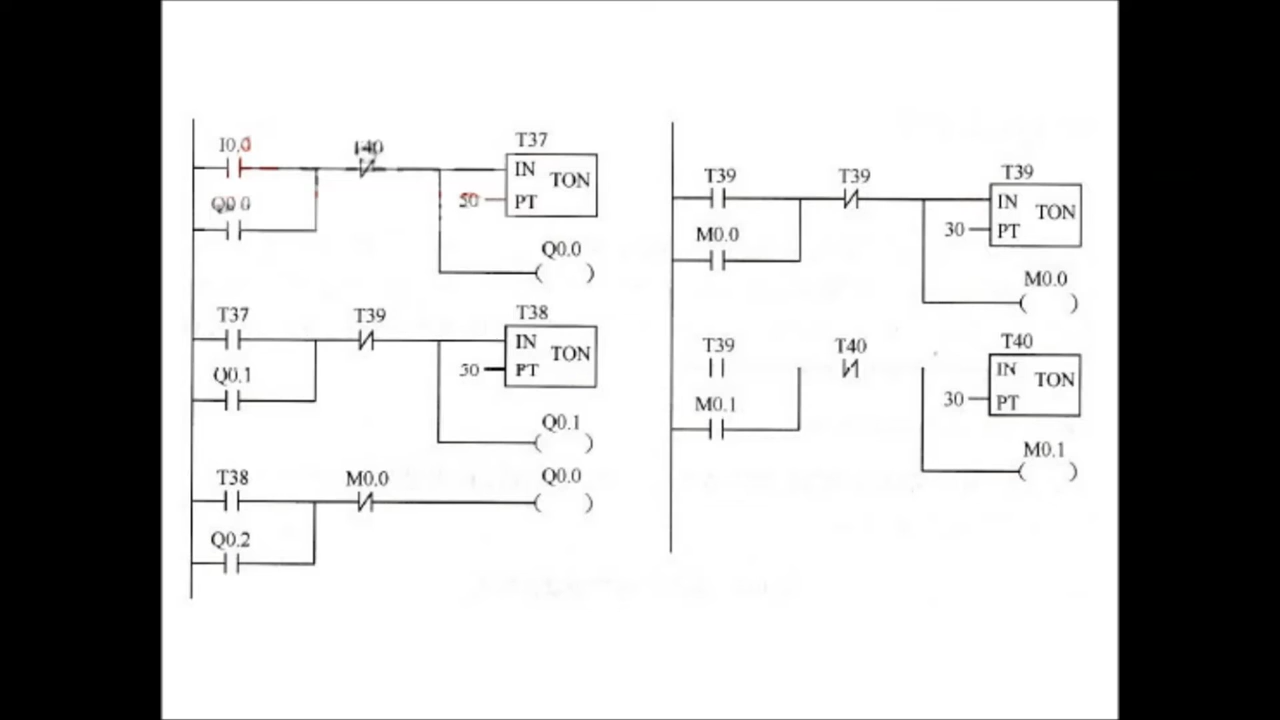 I0.0
T40
T37
IN
TON
50
PT
Q0.0
Q0.0
T37
T39
T38
IN
TON
50
PT
Q0.1
Q0.1
T38
M0.0
Q0.0
Q0.2
T39
T39
T39
IN
TON
30
PT
M0.0
M0.0
T39
T40
T40
IN
TON
30
PT
M0.1
M0.1